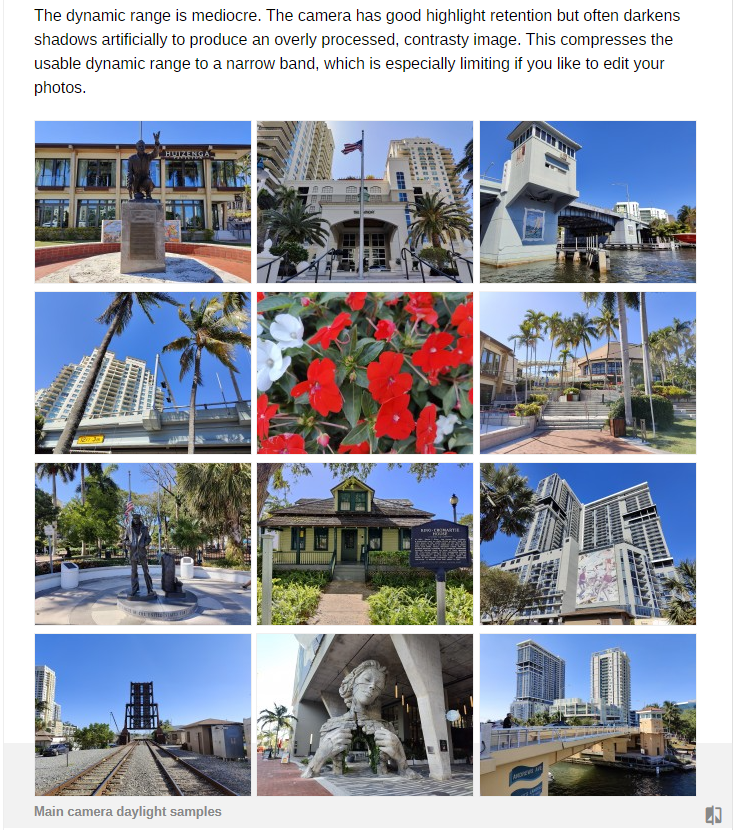 The dynamic range is mediocre. The camera has good highlight retention but often darkens
shadows artificially to produce an overly processed, contrasty image. This compresses the
usable dynamic range to a narrow band, which is especially limiting if you like to edit your
photos.
HUIZENGA
KING-CROMARTIE
HOUSE
ANDREWS AVE
Main camera daylight samples